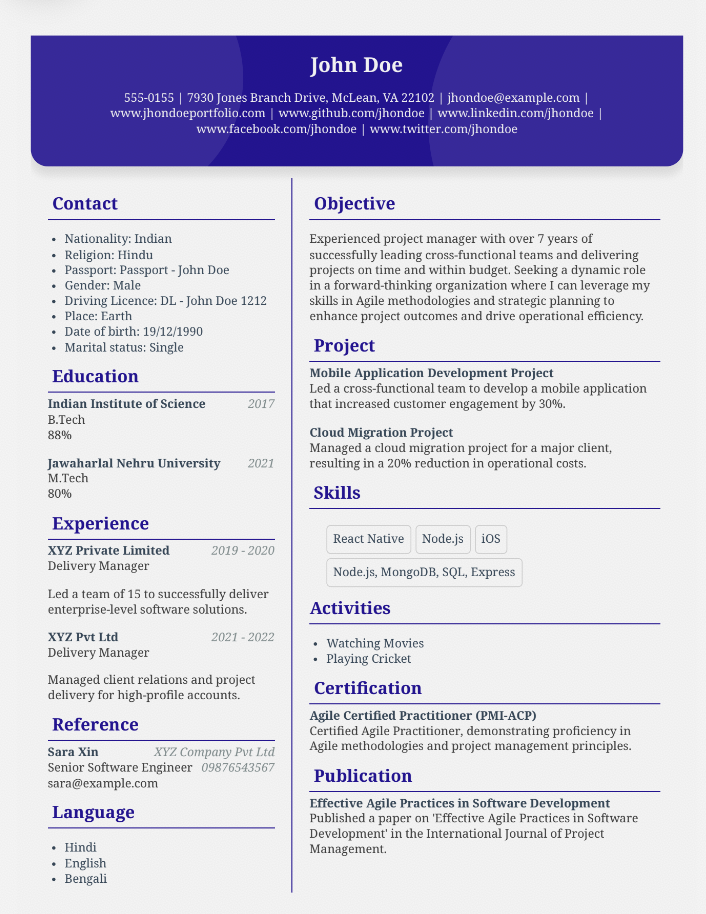 John Doe
555-0155 | 7930 Jones Branch Drive, McLean, VA 22102 | jhondoe@example.com |
www.jhondoeportfolio.com | www.github.com/jhondoe | www.linkedin.com/jhondoe |
www.facebook.com/jhondoe | www.twitter.com/jhondoe
Contact
• Nationality: Indian
• Religion: Hindu
• Passport: Passport - John Doe
• Gender: Male
• Driving Licence: DL - John Doe 1212
• Place: Earth
• Date of birth: 19/12/1990
• Marital status: Single
Education
Indian Institute of Science 2017
B.Tech
88%
Jawaharlal Nehru University 2021
M.Tech
80%
Experience
XYZ Private Limited 2019 - 2020
Delivery Manager
Led a team of 15 to successfully deliver
enterprise-level software solutions.
XYZ Pvt Ltd 2021 - 2022
Delivery Manager
Managed client relations and project
delivery for high-profile accounts.
Reference
Sara Xin XYZ Company Pvt Ltd
Senior Software Engineer 09876543567
sara@example.com
Language
• Hindi
• English
• Bengali
Objective
Experienced project manager with over 7 years of
successfully leading cross-functional teams and delivering
projects on time and within budget. Seeking a dynamic role
in a forward-thinking organization where I can leverage my
skills in Agile methodologies and strategic planning to
enhance project outcomes and drive operational efficiency.
Project
Mobile Application Development Project
Led a cross-functional team to develop a mobile application
that increased customer engagement by 30%.
Cloud Migration Project
Managed a cloud migration project for a major client,
resulting in a 20% reduction in operational costs.
Skills
React Native Node.js iOS
Node.js, MongoDB, SQL, Express
Activities
• Watching Movies
• Playing Cricket
Certification
Agile Certified Practitioner (PMI-ACP)
Certified Agile Practitioner, demonstrating proficiency in
Agile methodologies and project management principles.
Publication
Effective Agile Practices in Software Development
Published a paper on 'Effective Agile Practices in Software
Development' in the International Journal of Project
Management.